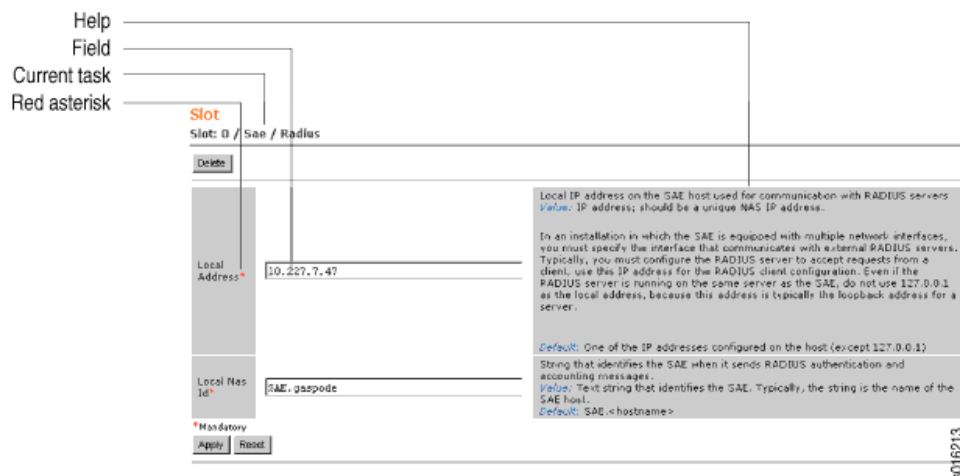 Help
Field
Current task
Red asterisk
Slot
Slot: 0 / Sae / Radius
Delete
Local
Address*
10.227.7.47
Local IP address on the SAE host used for communication with RADIUS servers
Value: IP address; should be a unique NAS IP address.
In an installation in which the SAE is equipped with multiple network interfaces,
you must specify the interface that communicates with external RADIUS servers.
Typically, you must configure the RADIUS server to accept requests from a
client, use this IP address for the RADIUS client configuration. Even if the
RADIUS server is running on the same server as the SAE, do not use 127.0.0.1
as the local address, because this address is typically the loopback address for a
server.
Default: One of the IP addresses configured on the host (except 127.0.0.1)
Local Nas
Id*
SAE.gaspode
String that identifies the SAE when it sends RADIUS authentication and
accounting messages.
Value: Text string that identifies the SAE. Typically, the string is the name of the
SAE host.
Default: SAE.<hostname>
*Mandatory
Apply
Reset
g016213